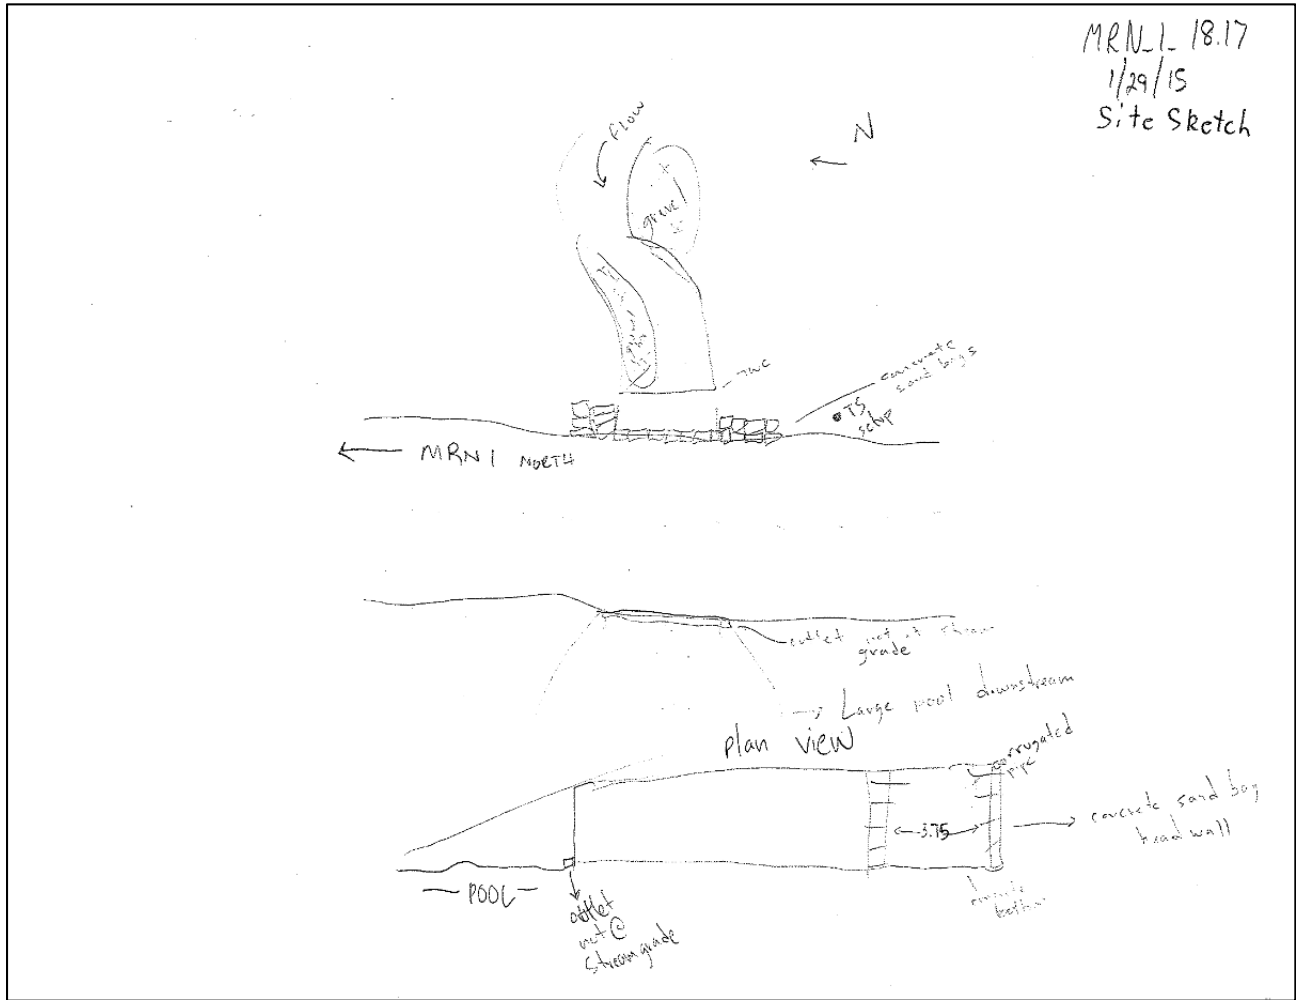 MRN_1_18.17
1/29/15
Site Sketch
flow
N
gravel
gravel
TWC
concrete
sand bags
TS
setup
MRN1 NORTH
outlet not at stream
grade
→ Large pool downstream
plan view
corrugated
3.75
concrete sand bag
head wall
POOL
outlet
not @
stream grade